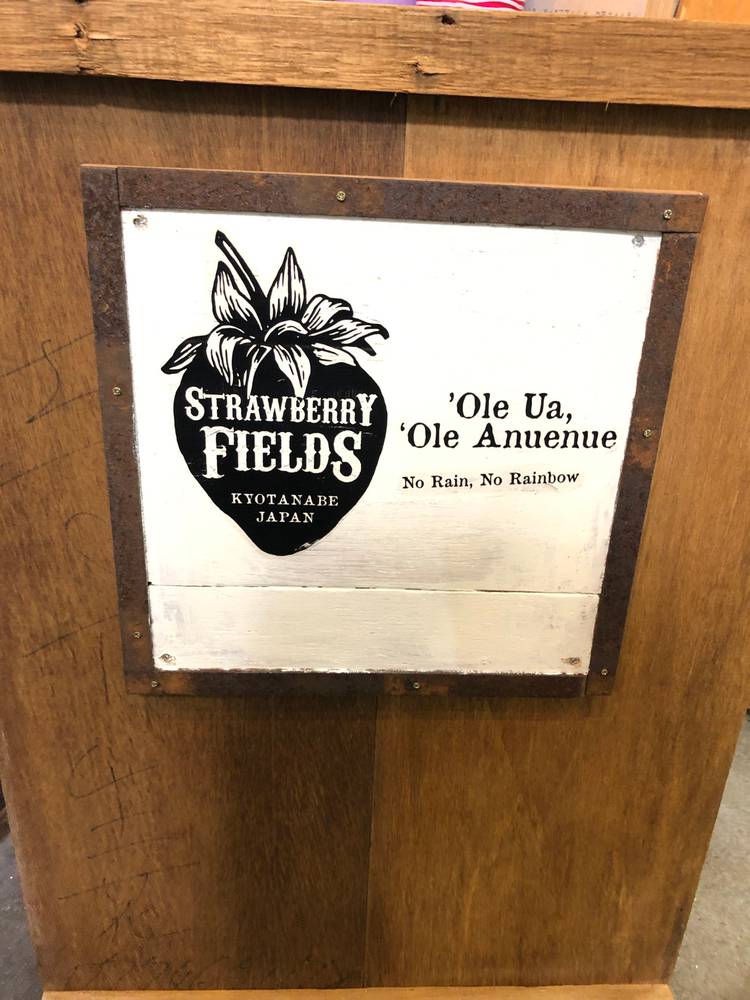 STRAWBERRY
FIELDS
KYOTANABE
JAPAN
’Ole Ua,
‘Ole Anuenue
No Rain, No Rainbow